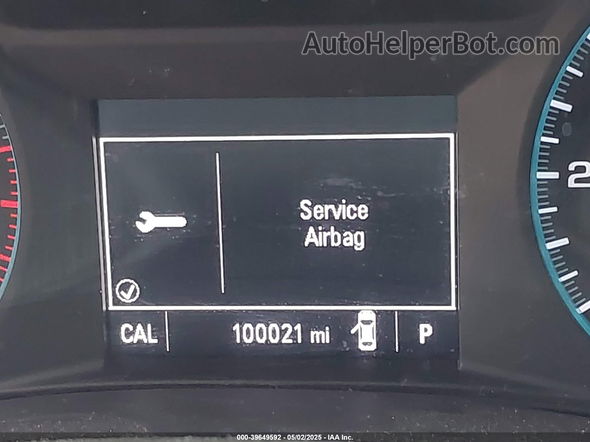 AutoHelperBot.com
2
Service
Airbag
CAL 100021 mi P
000-39649592 - 05/02/2025 - IAA Inc.